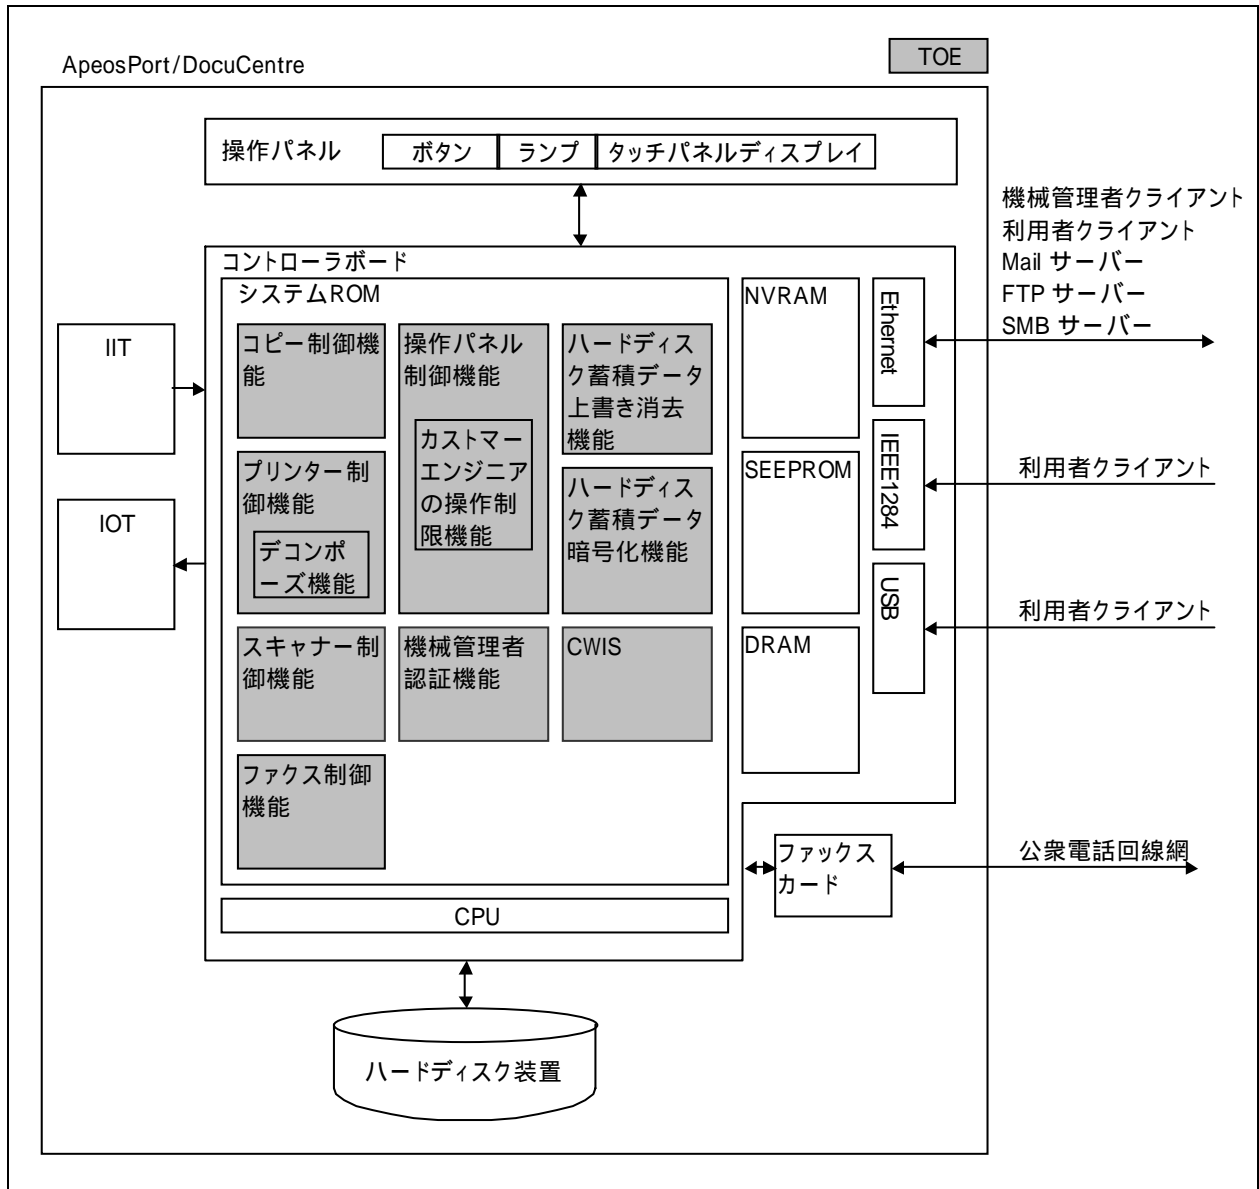 ApeosPort/DocuCentre
TOE
操作パネル
ボタン
ランプ
タッチパネルディスプレイ
機械管理者クライアント
利用者クライアント
Mail サーバー
FTP サーバー
SMB サーバー
コントローラボード
システムROM
コピー制御機
能
操作パネル
制御機能
カストマー
エンジニア
の操作制
限機能
ハードディス
ク蓄積データ
上書き消去
機能
プリンター制
御機能
デコンポ
ーズ機能
ハードディス
ク蓄積データ
暗号化機能
スキャナー制
御機能
機械管理者
認証機能
CWIS
ファクス制御
機能
NVRAM
SEEPROM
DRAM
Ethernet
IEEE1284
USB
利用者クライアント
利用者クライアント
IIT
IOT
ファックス
カード
公衆電話回線網
CPU
ハードディスク装置